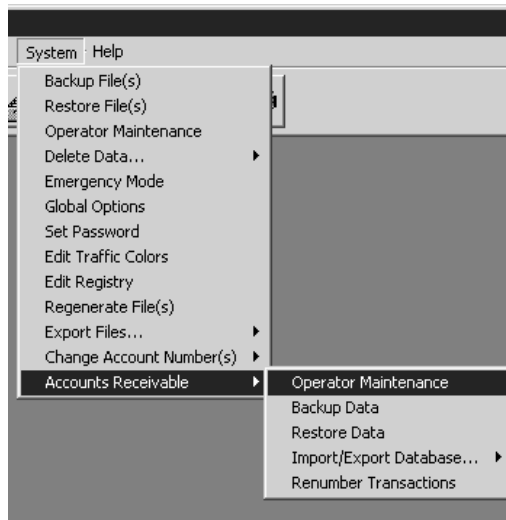 System Help
Backup File(s)
Restore File(s)
Operator Maintenance
Delete Data...
Emergency Mode
Global Options
Set Password
Edit Traffic Colors
Edit Registry
Regenerate File(s)
Export Files...
Change Account Number(s)
Accounts Receivable
Operator Maintenance
Backup Data
Restore Data
Import/Export Database...
Renumber Transactions